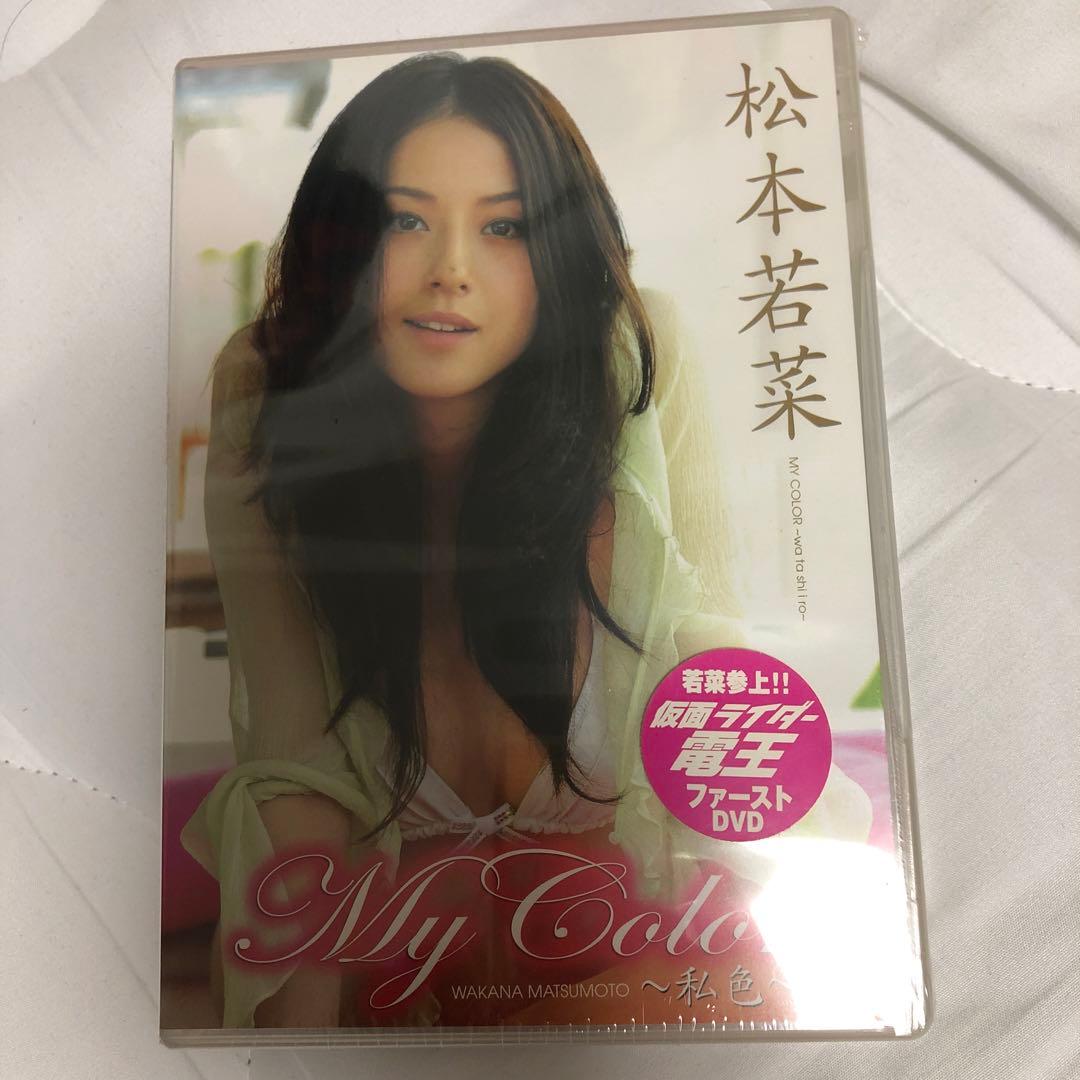 松本若菜
MY COLOR ~wa ta shi i ro~
若菜参上!!
仮面ライダー
電王
ファースト
DVD
My Color
WAKANA MATSUMOTO ～私色～